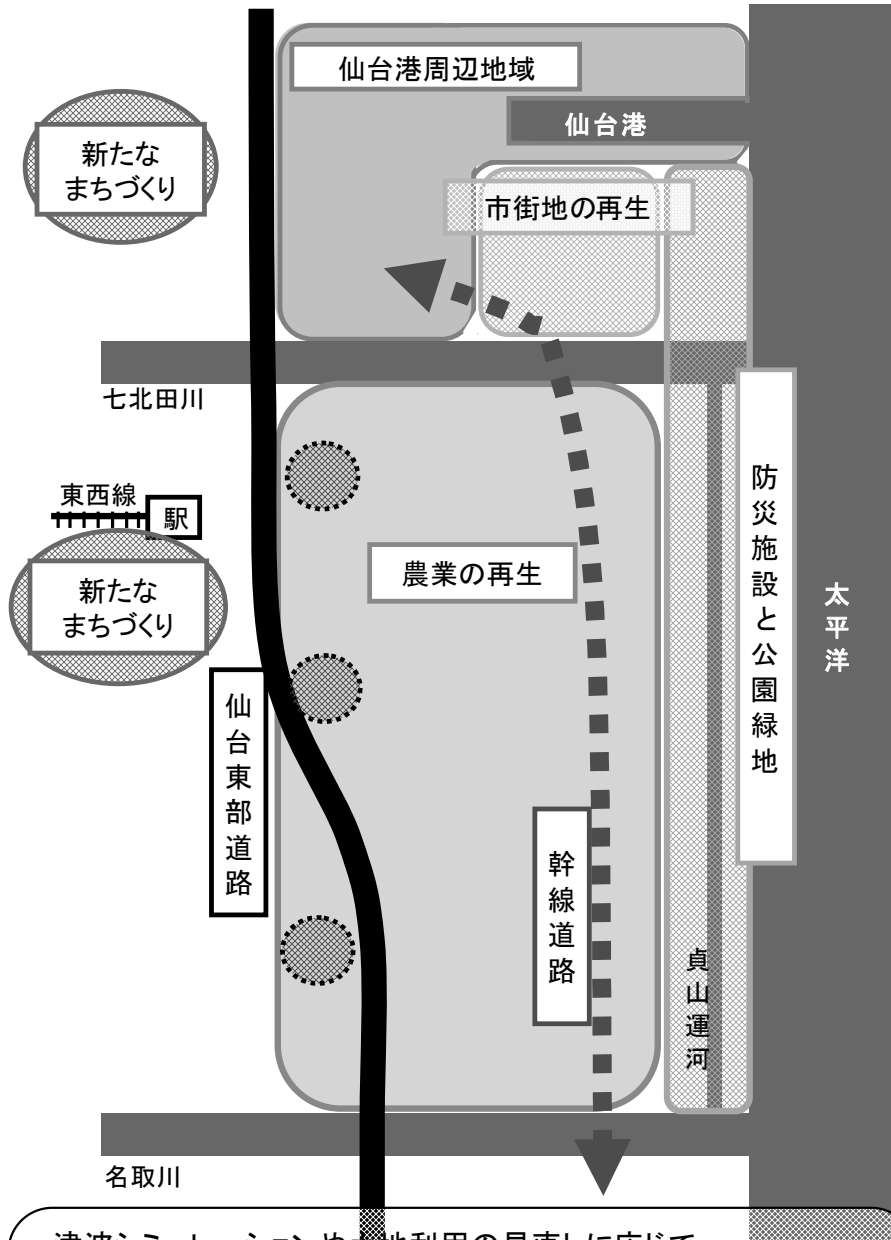 仙台港周辺地域
仙台港
新たな
まちづくり
市街地の再生
七北田川
東西線
駅
新たな
まちづくり
農業の再生
防災施設と公園緑地
太平洋
仙台東部道路
幹線道路
貞山運河
名取川